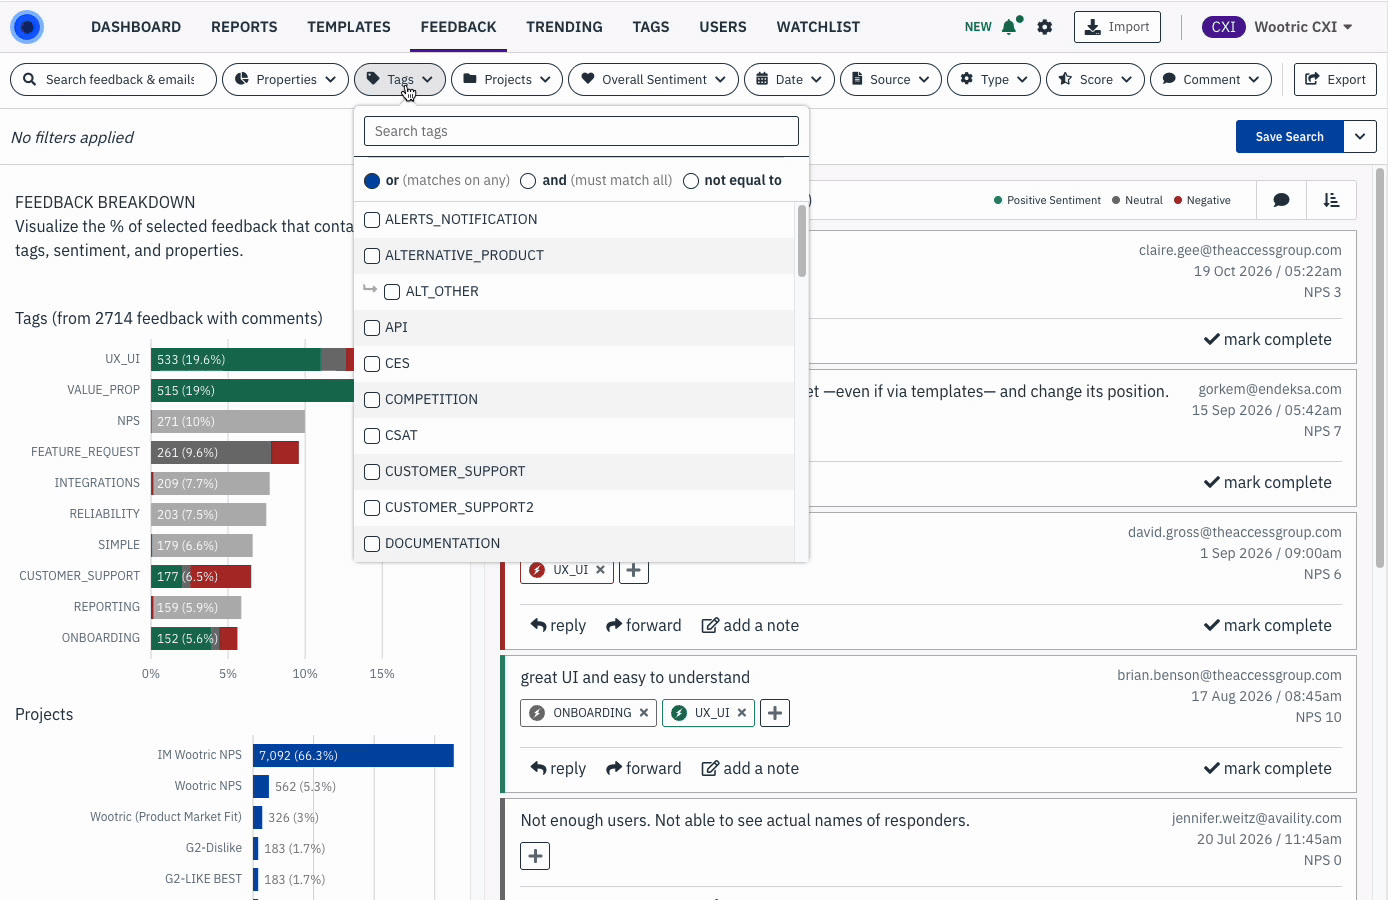 DASHBOARD REPORTS TEMPLATES FEEDBACK TRENDING TAGS USERS WATCHLIST NEW Import CXI Wootric CXI
Search feedback & emails Properties Tags Projects Overall Sentiment Date Source Type Score Comment Export
No filters applied
Save Search
Search tags
or (matches on any) and (must match all) not equal to
ALERTS_NOTIFICATION
ALTERNATIVE_PRODUCT
ALT_OTHER
API
CES
COMPETITION
CSAT
CUSTOMER_SUPPORT
CUSTOMER_SUPPORT2
DOCUMENTATION
FEEDBACK BREAKDOWN
Visualize the % of selected feedback that conta
tags, sentiment, and properties.
Tags (from 2714 feedback with comments)
UX_UI 533 (19.6%)
VALUE_PROP 515 (19%)
NPS 271 (10%)
FEATURE_REQUEST 261 (9.6%)
INTEGRATIONS 209 (7.7%)
RELIABILITY 203 (7.5%)
SIMPLE 179 (6.6%)
CUSTOMER_SUPPORT 177 (6.5%)
REPORTING 159 (5.9%)
ONBOARDING 152 (5.6%)
0% 5% 10% 15%
Projects
IM Wootric NPS 7,092 (66.3%)
Wootric NPS 562 (5.3%)
Wootric (Product Market Fit) 326 (3%)
G2-Dislike 183 (1.7%)
G2-LIKE BEST 183 (1.7%)
) Positive Sentiment Neutral Negative
claire.gee@theaccessgroup.com
19 Oct 2026 / 05:22am
NPS 3
mark complete
et —even if via templates— and change its position.
gorkem@endeksa.com
15 Sep 2026 / 05:42am
NPS 7
mark complete
david.gross@theaccessgroup.com
1 Sep 2026 / 09:00am
NPS 6
UX_UI
reply forward add a note mark complete
great UI and easy to understand
brian.benson@theaccessgroup.com
17 Aug 2026 / 08:45am
NPS 10
ONBOARDING UX_UI
reply forward add a note mark complete
Not enough users. Not able to see actual names of responders.
jennifer.weitz@availity.com
20 Jul 2026 / 11:45am
NPS 0